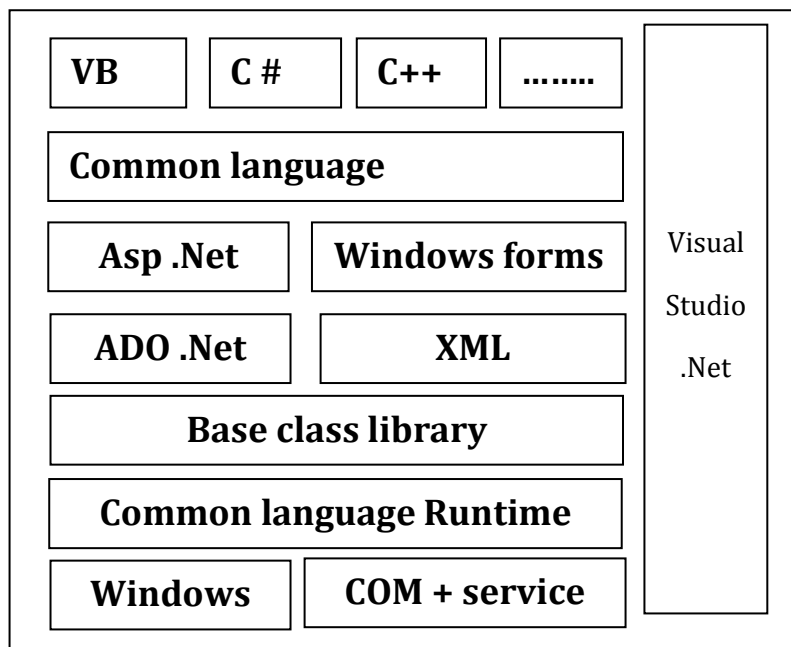 VB
C #
C++
........
Common language
Asp .Net
Windows forms
ADO .Net
XML
Base class library
Common language Runtime
Windows
COM + service
Visual
Studio
.Net